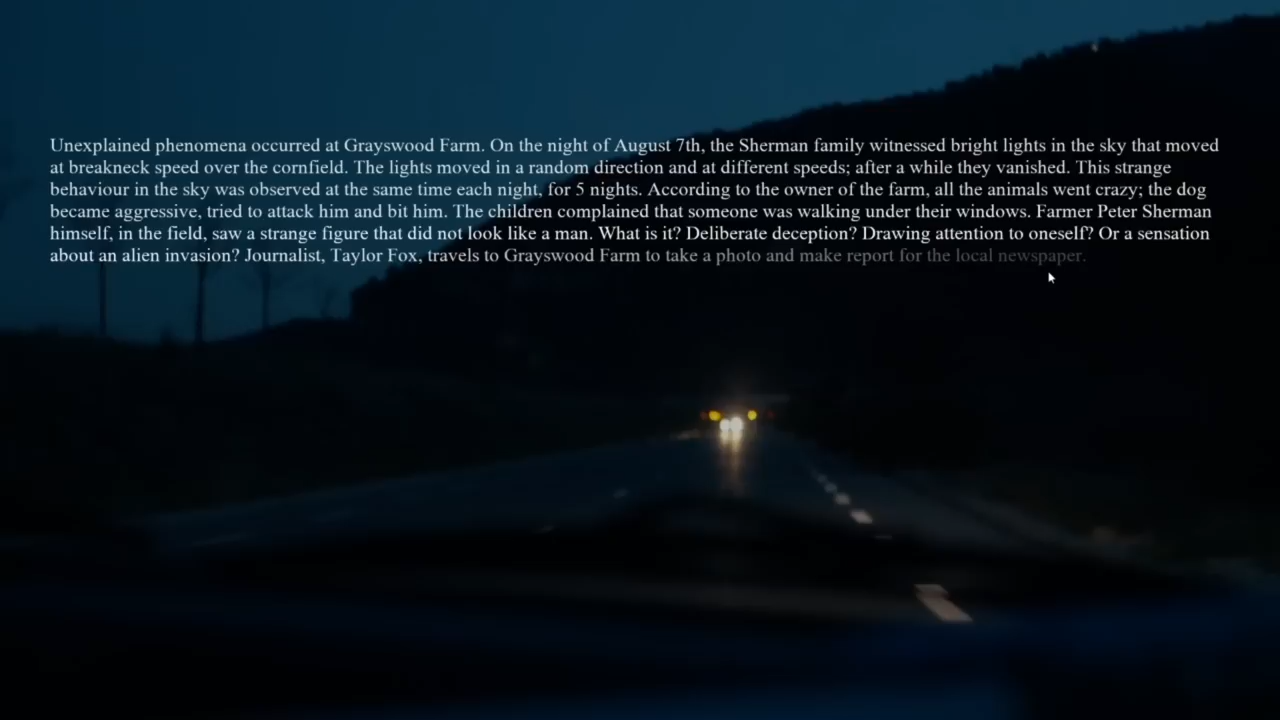 Unexplained phenomena occurred at Grayswood Farm. On the night of August 7th, the Sherman family witnessed bright lights in the sky that moved
at breakneck speed over the cornfield. The lights moved in a random direction and at different speeds; after a while they vanished. This strange
behaviour in the sky was observed at the same time each night, for 5 nights. According to the owner of the farm, all the animals went crazy; the dog
became aggressive, tried to attack him and bit him. The children complained that someone was walking under their windows. Farmer Peter Sherman
himself, in the field, saw a strange figure that did not look like a man. What is it? Deliberate deception? Drawing attention to oneself? Or a sensation
about an alien invasion? Journalist, Taylor Fox, travels to Grayswood Farm to take a photo and make report for the local newspaper.